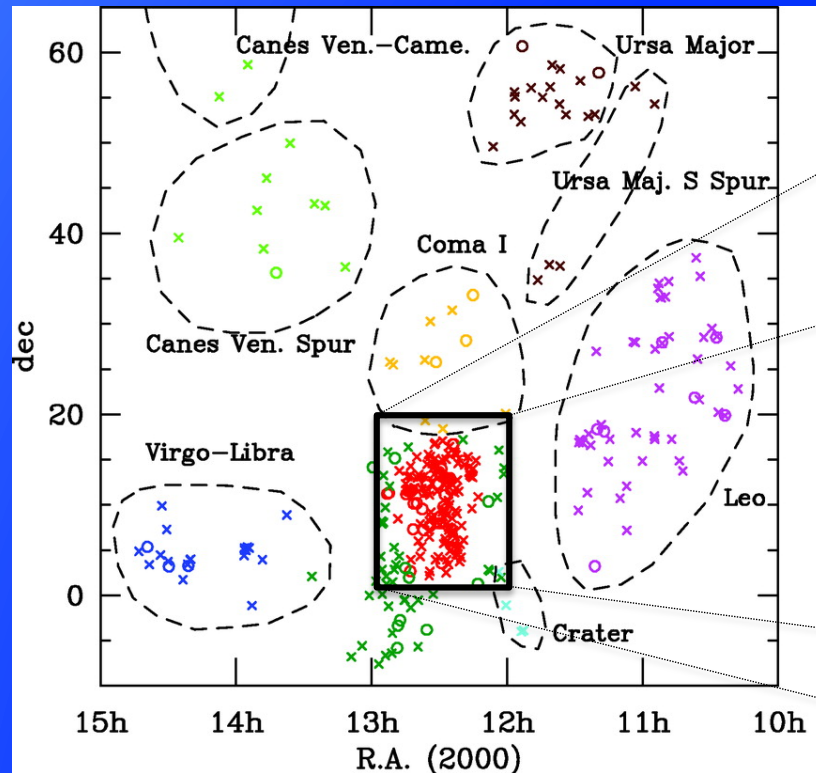 60
Canes Ven.-Came.
Ursa Major
Ursa Maj. S Spur
40
Coma I
dec
Canes Ven. Spur
20
Virgo-Libra
Leo
0
Crater
15h 14h 13h 12h 11h 10h
R.A. (2000)